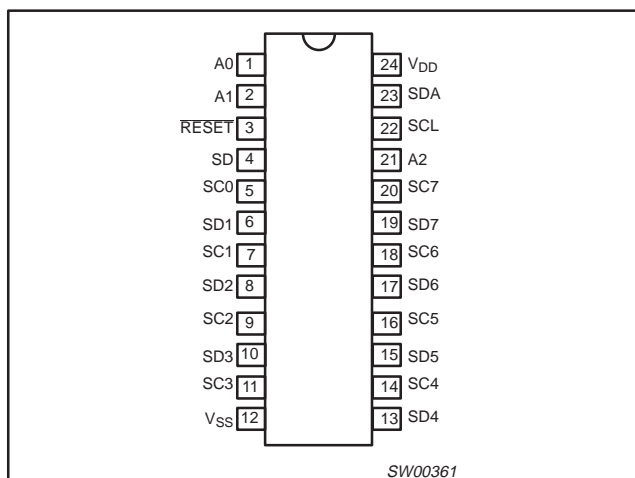 A0 1 24 VDD
A1 2 23 SDA
RESET 3 22 SCL
SD 4 21 A2
SC0 5 20 SC7
SD1 6 19 SD7
SC1 7 18 SC6
SD2 8 17 SD6
SC2 9 16 SC5
SD3 10 15 SD5
SC3 11 14 SC4
VSS 12 13 SD4
SW00361